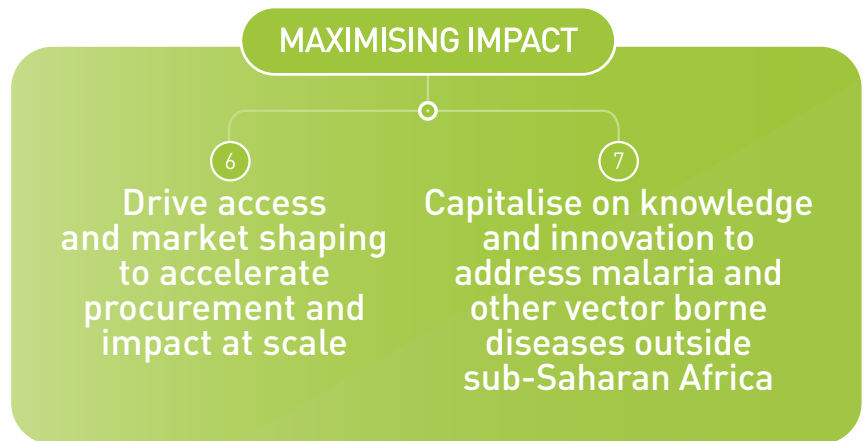 MAXIMISING IMPACT
6
Drive access
and market shaping
to accelerate
procurement and
impact at scale
7
Capitalise on knowledge
and innovation to
address malaria and
other vector borne
diseases outside
sub-Saharan Africa